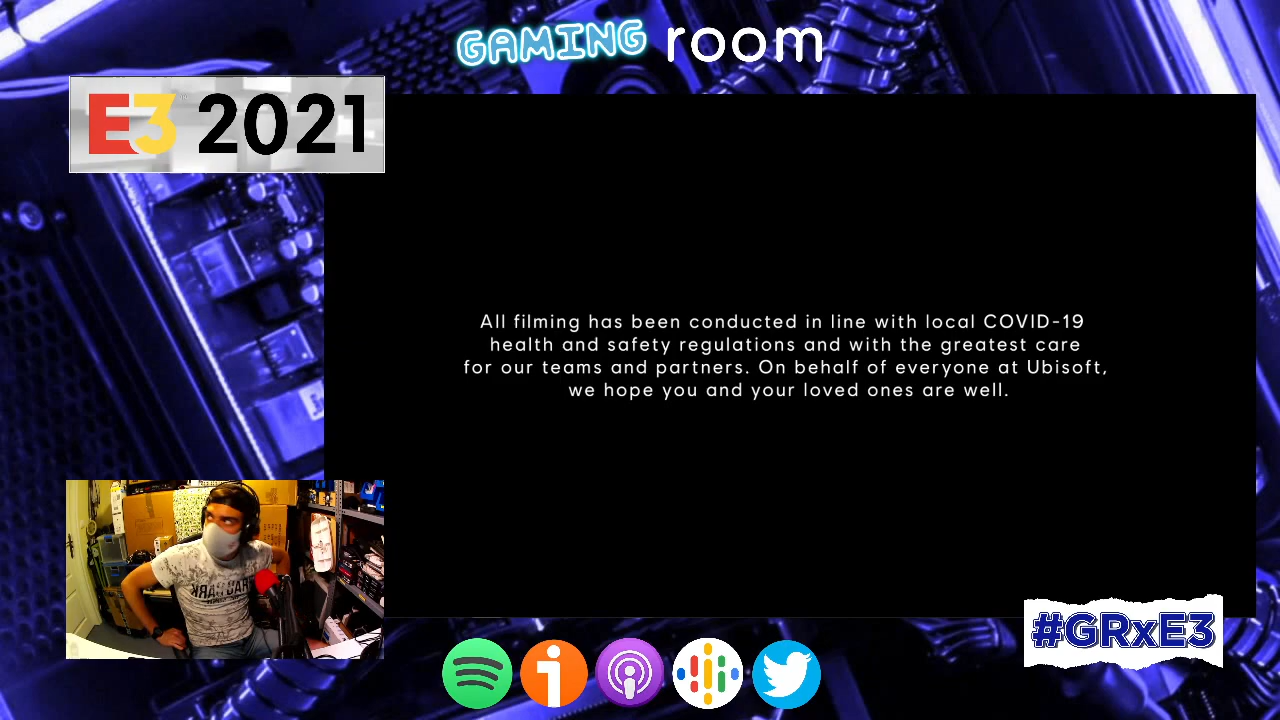 GAMING room
E3 2021
All filming has been conducted in line with local COVID-19
health and safety regulations and with the greatest care
for our teams and partners. On behalf of everyone at Ubisoft,
we hope you and your loved ones are well.
#GRxE3